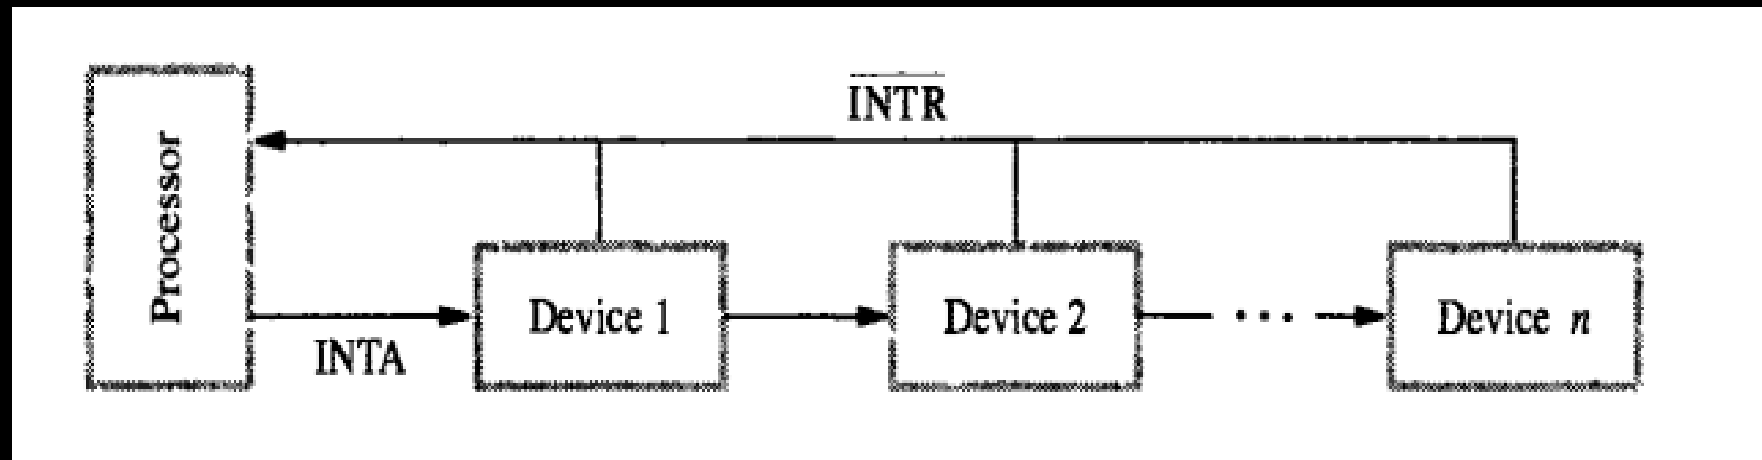 INTR
Processor
INTA
Device 1
Device 2
...
Device n